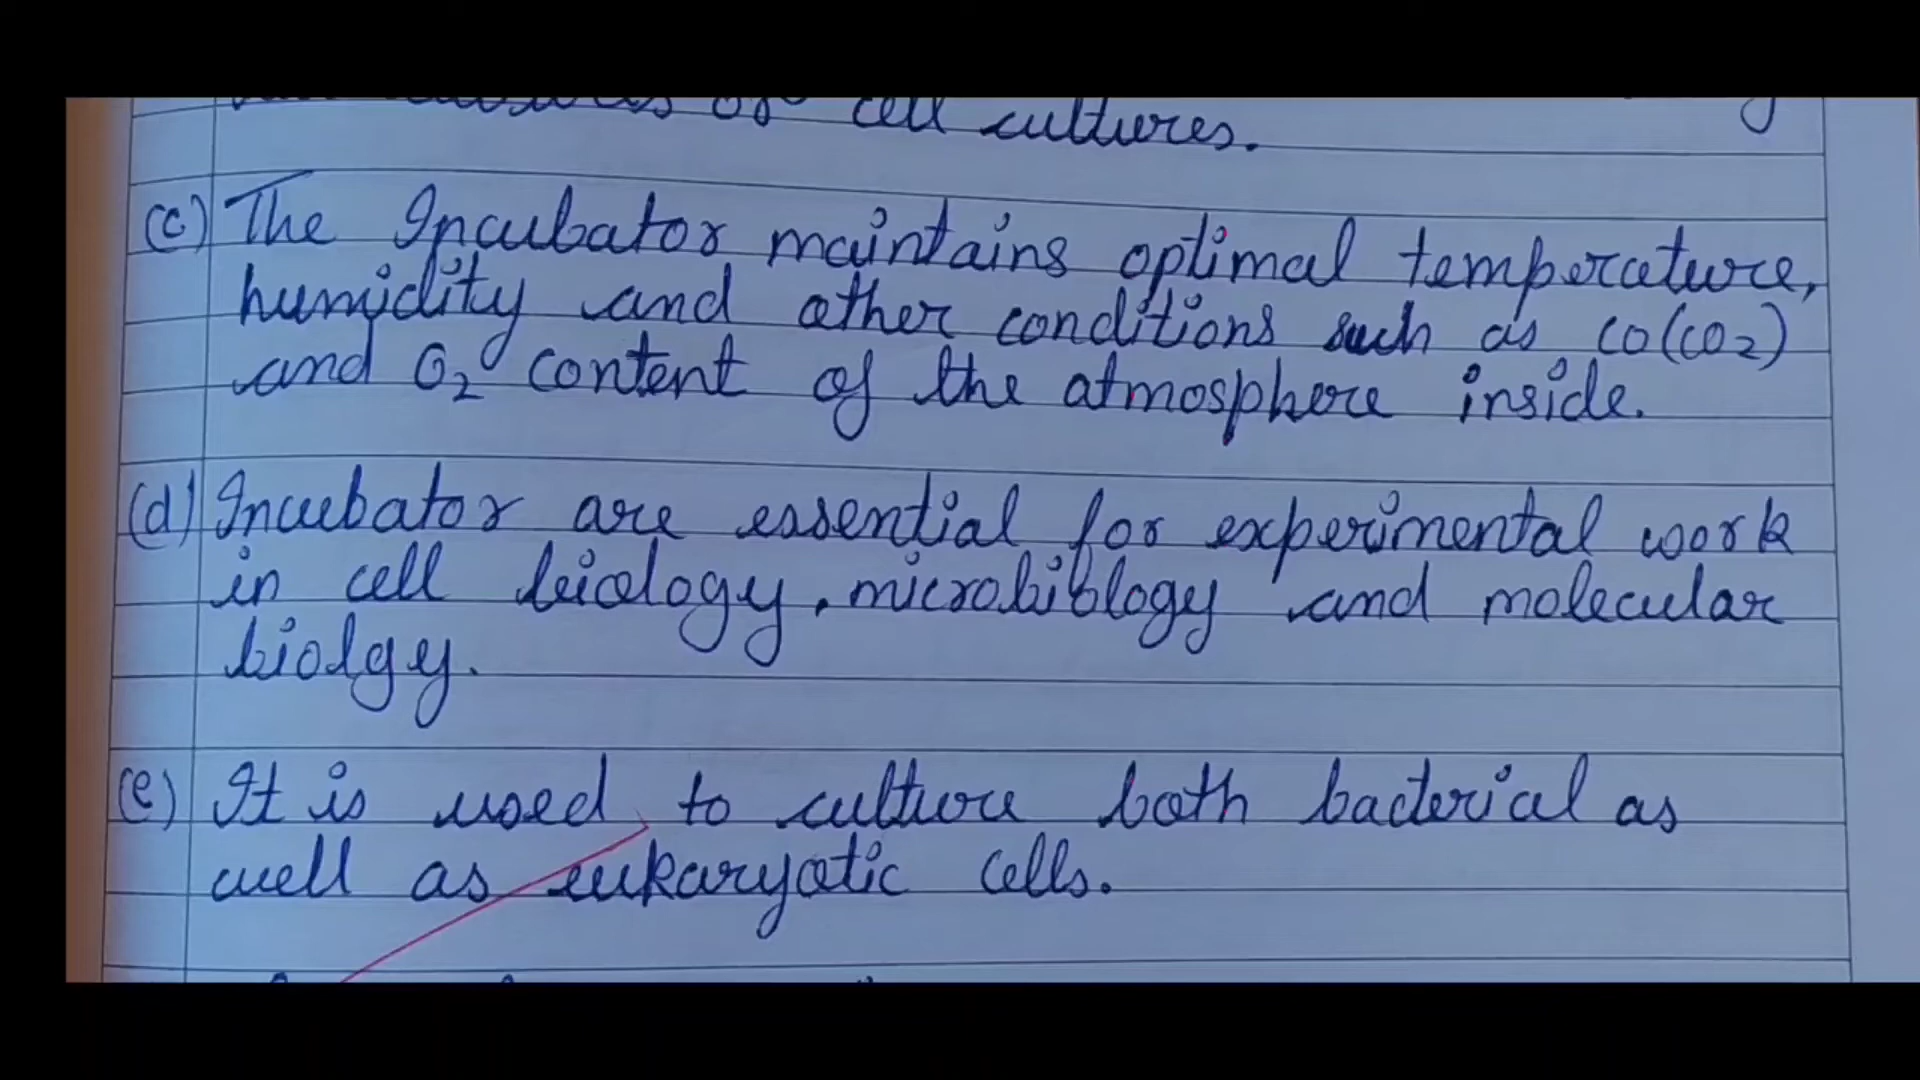 of cell cultures.
(c) The Incubator maintains optimal temperature,
humidity and other conditions such as CO(CO2)
and O2 content of the atmosphere inside.
(d) Incubator are essential for experimental work
in cell biology, microbiology and molecular
biolgy.
(e) It is used to culture both bacterial as
well as eukaryotic cells.